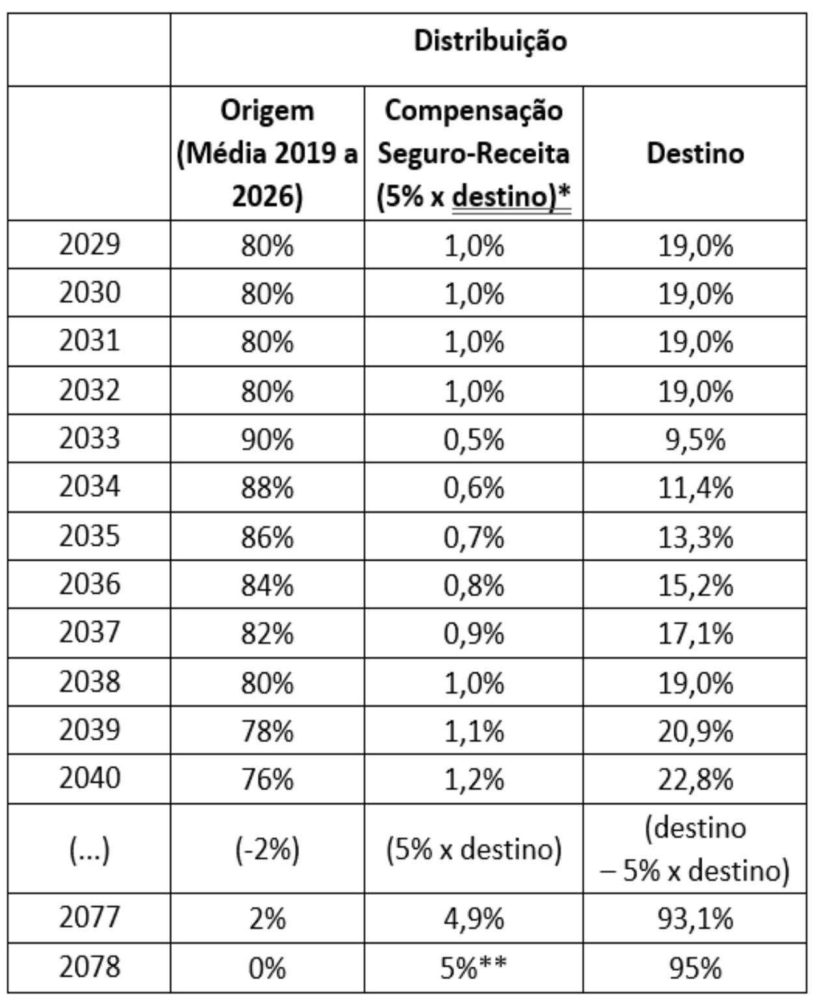 Distribuição
Origem
(Média 2019 a
2026)
Compensação
Seguro-Receita
(5% x destino)*
Destino
2029 80% 1,0% 19,0%
2030 80% 1,0% 19,0%
2031 80% 1,0% 19,0%
2032 80% 1,0% 19,0%
2033 90% 0,5% 9,5%
2034 88% 0,6% 11,4%
2035 86% 0,7% 13,3%
2036 84% 0,8% 15,2%
2037 82% 0,9% 17,1%
2038 80% 1,0% 19,0%
2039 78% 1,1% 20,9%
2040 76% 1,2% 22,8%
(...) (-2%) (5% x destino) (destino
– 5% x destino)
2077 2% 4,9% 93,1%
2078 0% 5%** 95%